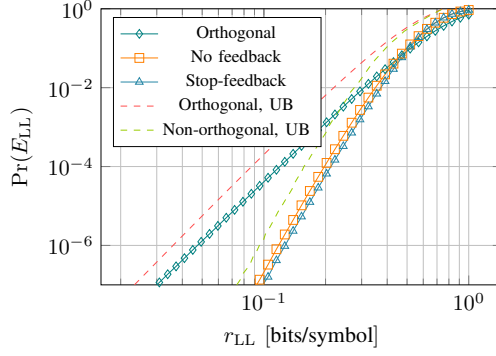 10^0
10^{-2}
10^{-4}
10^{-6}
Pr(E_LL)
Orthogonal
No feedback
Stop-feedback
Orthogonal, UB
Non-orthogonal, UB
10^{-1}
10^0
r_LL [bits/symbol]